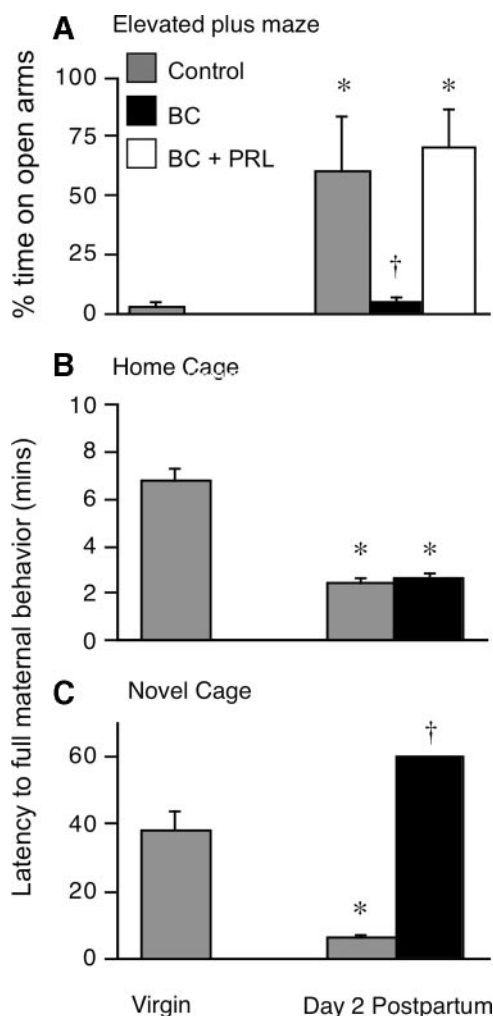 A Elevated plus maze
% time on open arms
100
75
50
25
0
Control
BC
BC + PRL
*
†
*
B Home Cage
Latency to full maternal behavior (mins)
10
8
6
4
2
0
*
*
C Novel Cage
60
40
20
0
*
†
Virgin
Day 2 Postpartum